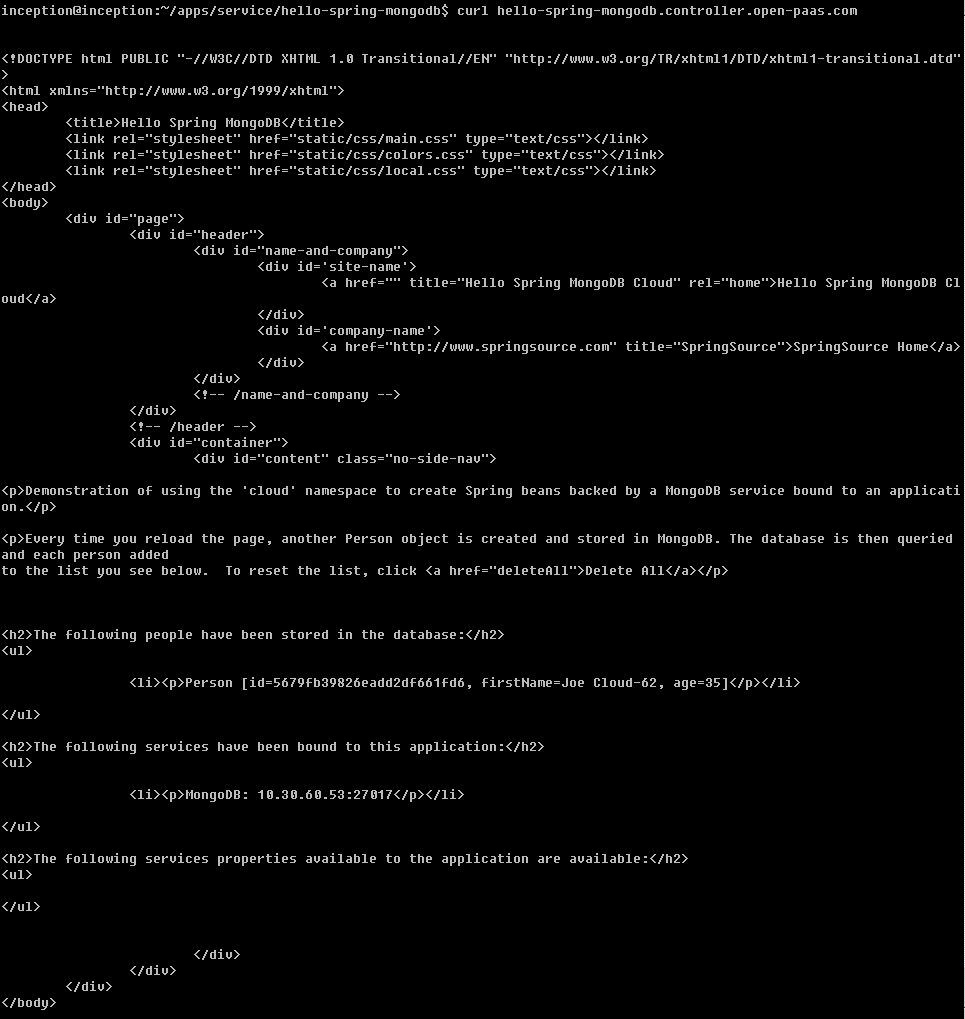 inception@inception:~/apps/service/hello-spring-mongodb$ curl hello-spring-mongodb.controller.open-paas.com
<!DOCTYPE html PUBLIC "-//W3C//DTD XHTML 1.0 Transitional//EN" "http://www.w3.org/TR/xhtml1/DTD/xhtml1-transitional.dtd"
>
<html xmlns="http://www.w3.org/1999/xhtml">
<head>
<title>Hello Spring MongoDB</title>
<link rel="stylesheet" href="static/css/main.css" type="text/css"></link>
<link rel="stylesheet" href="static/css/colors.css" type="text/css"></link>
<link rel="stylesheet" href="static/css/local.css" type="text/css"></link>
</head>
<body>
<div id="page">
<div id="header">
<div id="name-and-company">
<div id='site-name'>
<a href="" title="Hello Spring MongoDB Cloud" rel="home">Hello Spring MongoDB Cl
oud</a>
</div>
<div id='company-name'>
<a href="http://www.springsource.com" title="SpringSource">SpringSource Home</a>
</div>
</div>
<!-- /name-and-company -->
</div>
<!-- /header -->
<div id="container">
<div id="content" class="no-side-nav">
<p>Demonstration of using the 'cloud' namespace to create Spring beans backed by a MongoDB service bound to an applicati
on.</p>
<p>Every time you reload the page, another Person object is created and stored in MongoDB. The database is then queried
and each person added
to the list you see below.  To reset the list, click <a href="deleteAll">Delete All</a></p>
<h2>The following people have been stored in the database:</h2>
<ul>
<li><p>Person [id=5679fb39826eadd2df661fd6, firstName=Joe Cloud-62, age=35]</p></li>
</ul>
<h2>The following services have been bound to this application:</h2>
<ul>
<li><p>MongoDB: 10.30.60.53:27017</p></li>
</ul>
<h2>The following services properties available to the application are available:</h2>
<ul>
</ul>
</div>
</div>
</div>
</body>